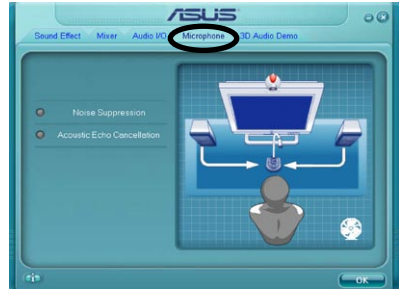 ASUS
Sound Effect Mixer Audio I/O Microphone 3D Audio Demo
Noise Suppression
Acoustic Echo Cancellation
OK